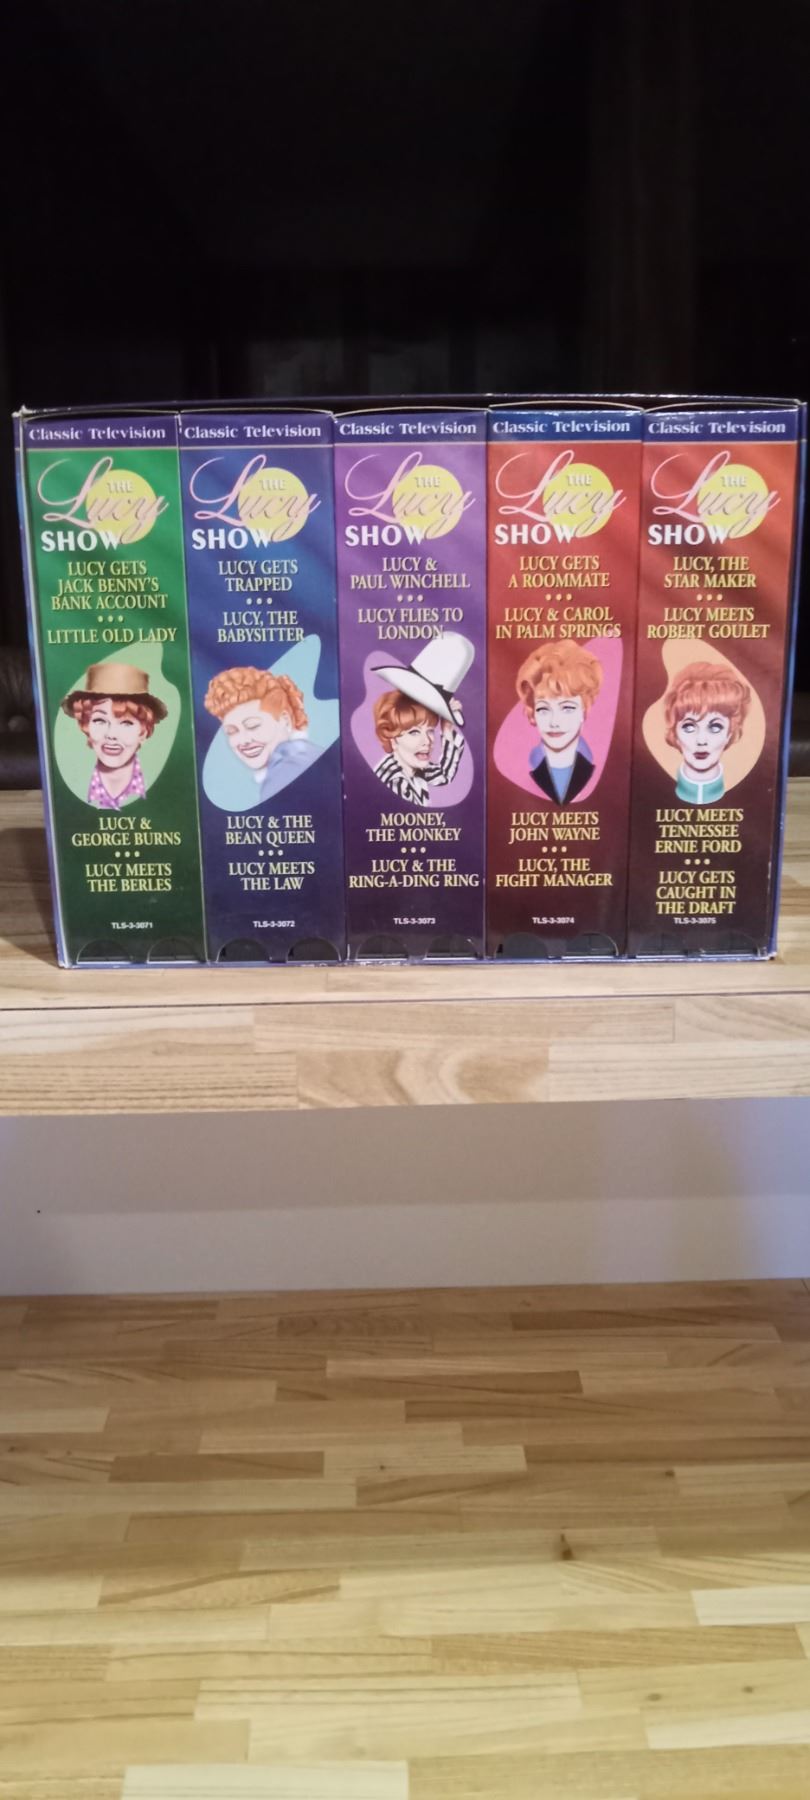 Classic Television
THE
Lucy
SHOW
LUCY GETS
JACK BENNY'S
BANK ACCOUNT
•••
LITTLE OLD LADY
LUCY &
GEORGE BURNS
•••
LUCY MEETS
THE BERLES
TLS-3-3071
Classic Television
THE
Lucy
SHOW
LUCY GETS
TRAPPED
•••
LUCY, THE
BABYSITTER
LUCY & THE
BEAN QUEEN
•••
LUCY MEETS
THE LAW
TLS-3-3072
Classic Television
THE
Lucy
SHOW
LUCY &
PAUL WINCHELL
•••
LUCY FLIES TO
LONDON
MOONEY,
THE MONKEY
•••
LUCY & THE
RING-A-DING RING
TLS-3-3073
Classic Television
THE
Lucy
SHOW
LUCY GETS
A ROOMMATE
•••
LUCY & CAROL
IN PALM SPRINGS
LUCY MEETS
JOHN WAYNE
•••
LUCY, THE
FIGHT MANAGER
TLS-3-3074
Classic Television
THE
Lucy
SHOW
LUCY, THE
STAR MAKER
•••
LUCY MEETS
ROBERT GOULET
LUCY MEETS
TENNESSEE
ERNIE FORD
•••
LUCY GETS
CAUGHT IN
THE DRAFT
TLS-3-3075